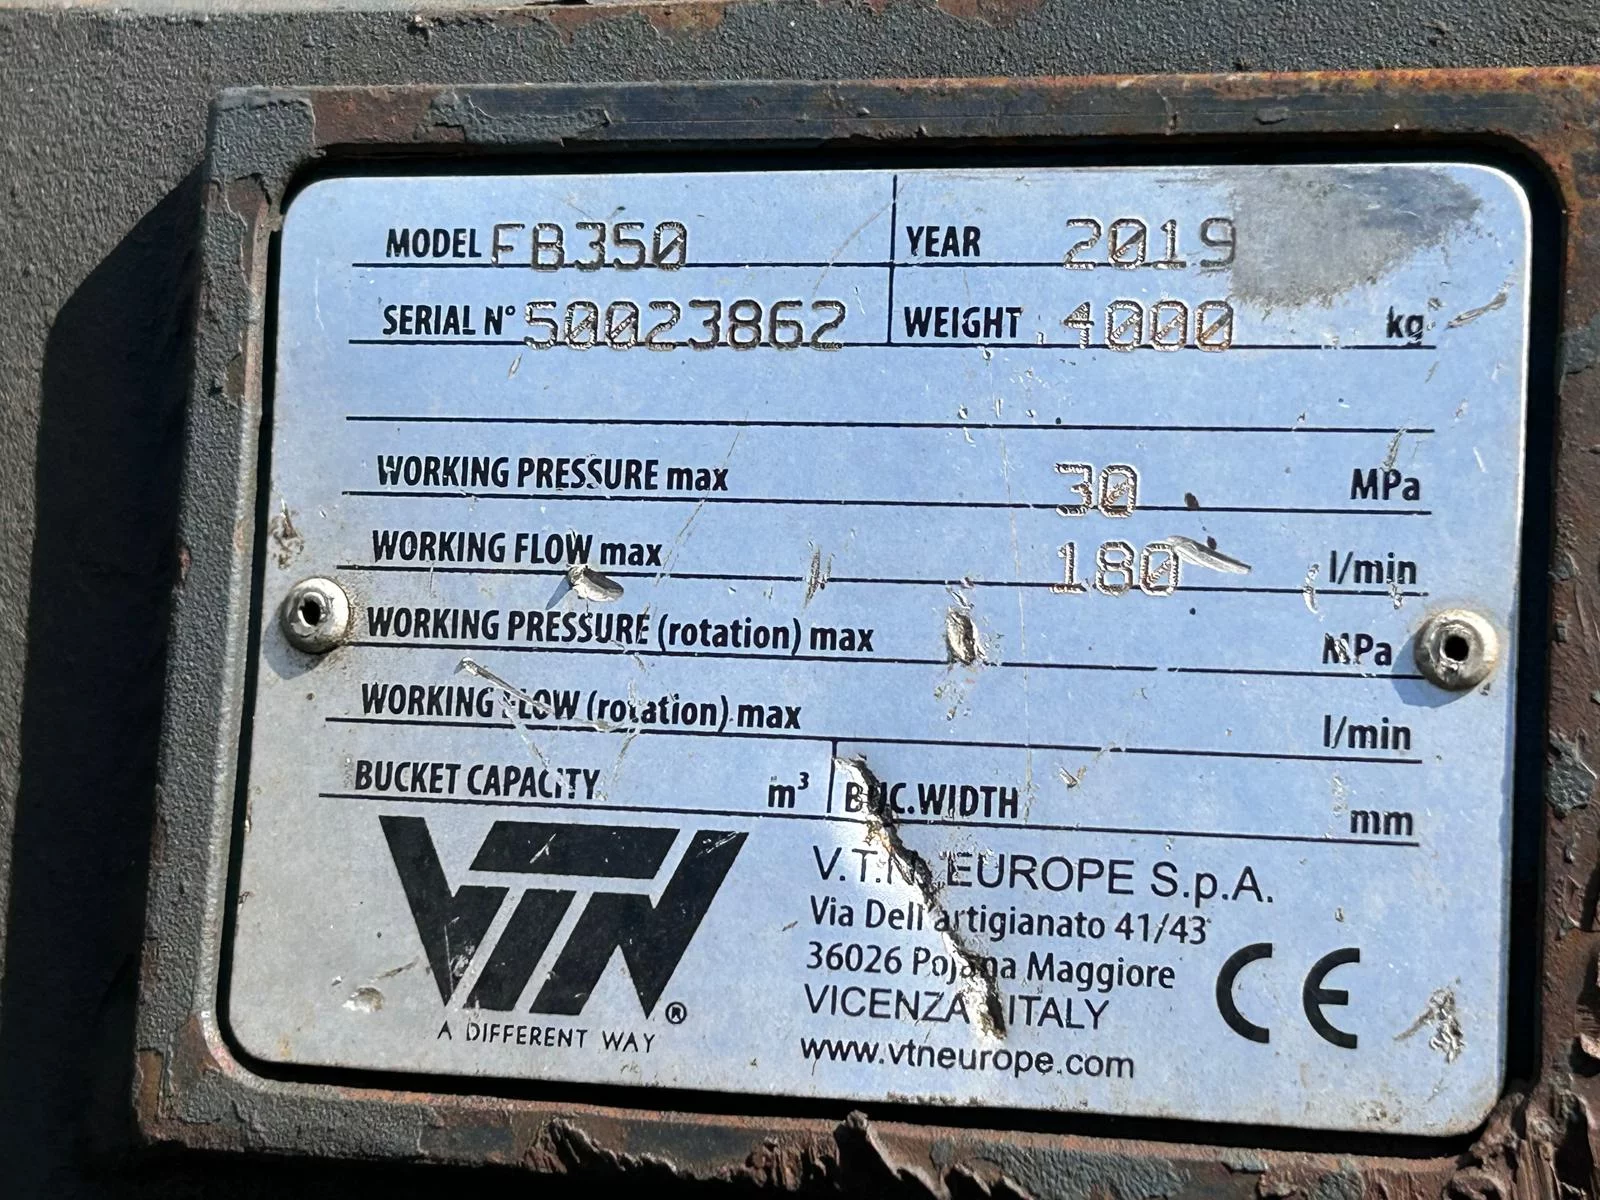 MODEL FB350 YEAR 2019
SERIAL N° 50023862 WEIGHT 4000 kg
WORKING PRESSURE max 30 MPa
WORKING FLOW max 180 l/min
WORKING PRESSURE (rotation) max MPa
WORKING FLOW (rotation) max l/min
BUCKET CAPACITY m³ BUC.WIDTH mm
VTN®
A DIFFERENT WAY
V.T.N. EUROPE S.p.A.
Via Dell'artigianato 41/43
36026 Pojana Maggiore
VICENZA ITALY
www.vtneurope.com
CE